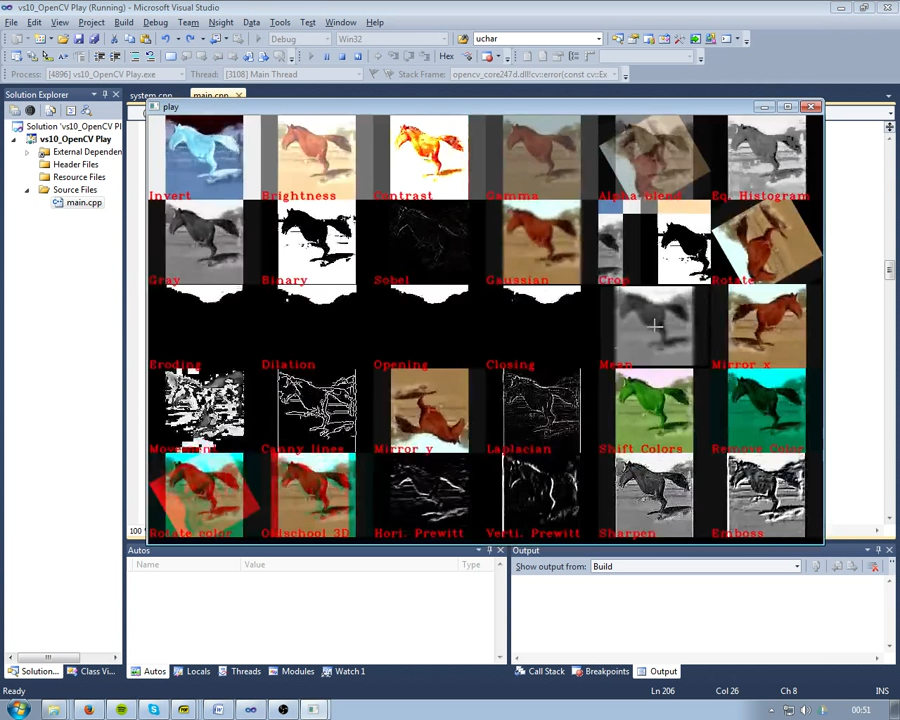 vs10_OpenCV Play (Running) - Microsoft Visual Studio
File Edit View Project Build Debug Team Nsight Data Tools Test Window Help
Debug Win32 uchar
Hex
Process: [4896] vs10_OpenCV Play.exe Thread: [3108] Main Thread Stack Frame: opencv_core247d.dll!cv::error(const cv::Ex
Solution Explorer
system.cpp main.cpp
play
Solution 'vs10_OpenCV Pl
vs10_OpenCV Play
External Depender
Header Files
Resource Files
Source Files
main.cpp
Invert Brightness Contrast Gamma Alpha-blend Eq. Histogram
Gray Binary Sobel Gaussian Crop Rotate
Eroding Dilation Opening Closing Mean Mirror x
Movement Canny lines Mirror y Laplacian Shift Colors Remove Color
Rotate color Oldschool 3D Hort. Prewitt Verti. Prewitt Sharpen Emboss
100
Autos
Name Value Type
Output
Show output from: Build
Solution... Class Vi...
Autos Locals Threads Modules Watch 1
Call Stack Breakpoints Output
Ready Ln 206 Col 26 Ch 8 INS
00:51